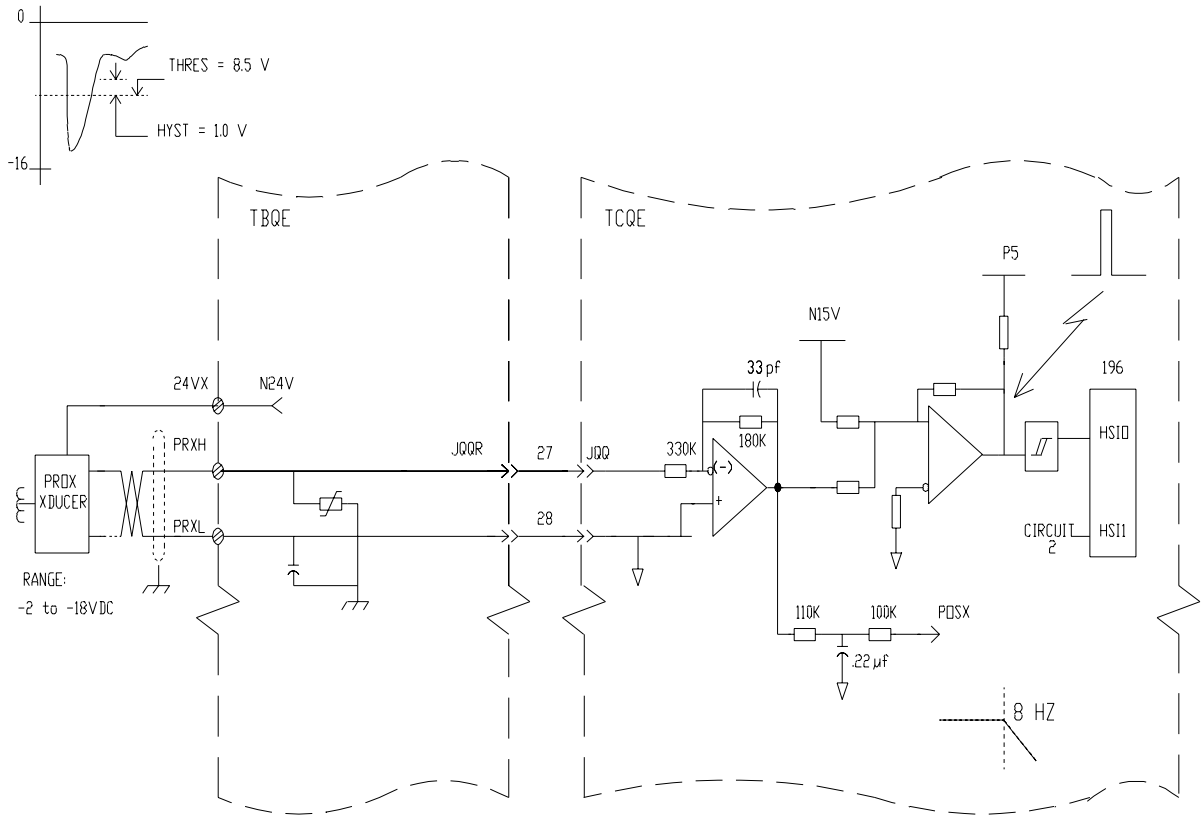 0
THRES = 8.5 V
HYST = 1.0 V
-16
TBQE
TCQE
P5
N15V
24VX
N24V
33 pf
196
PRXH
JQQR
27
JQQ
330K
180K
(-)
HSI0
PROX
XDUCER
+
PRXL
28
CIRCUIT
2
HSI1
RANGE:
-2 to -18VDC
110K
100K
POSX
.22 µf
8 HZ